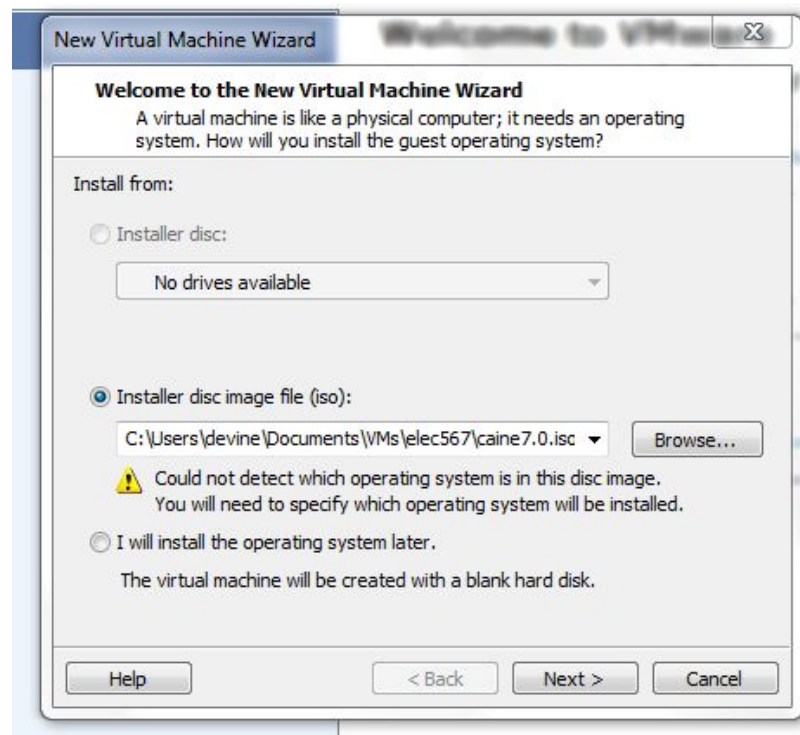 Welcome to VMware
New Virtual Machine Wizard
Welcome to the New Virtual Machine Wizard
A virtual machine is like a physical computer; it needs an operating
system. How will you install the guest operating system?
Install from:
Installer disc:
No drives available
Installer disc image file (iso):
C:\Users\devine\Documents\VMs\elec567\caine7.0.isc
Browse...
Could not detect which operating system is in this disc image.
You will need to specify which operating system will be installed.
I will install the operating system later.
The virtual machine will be created with a blank hard disk.
Help
< Back
Next >
Cancel